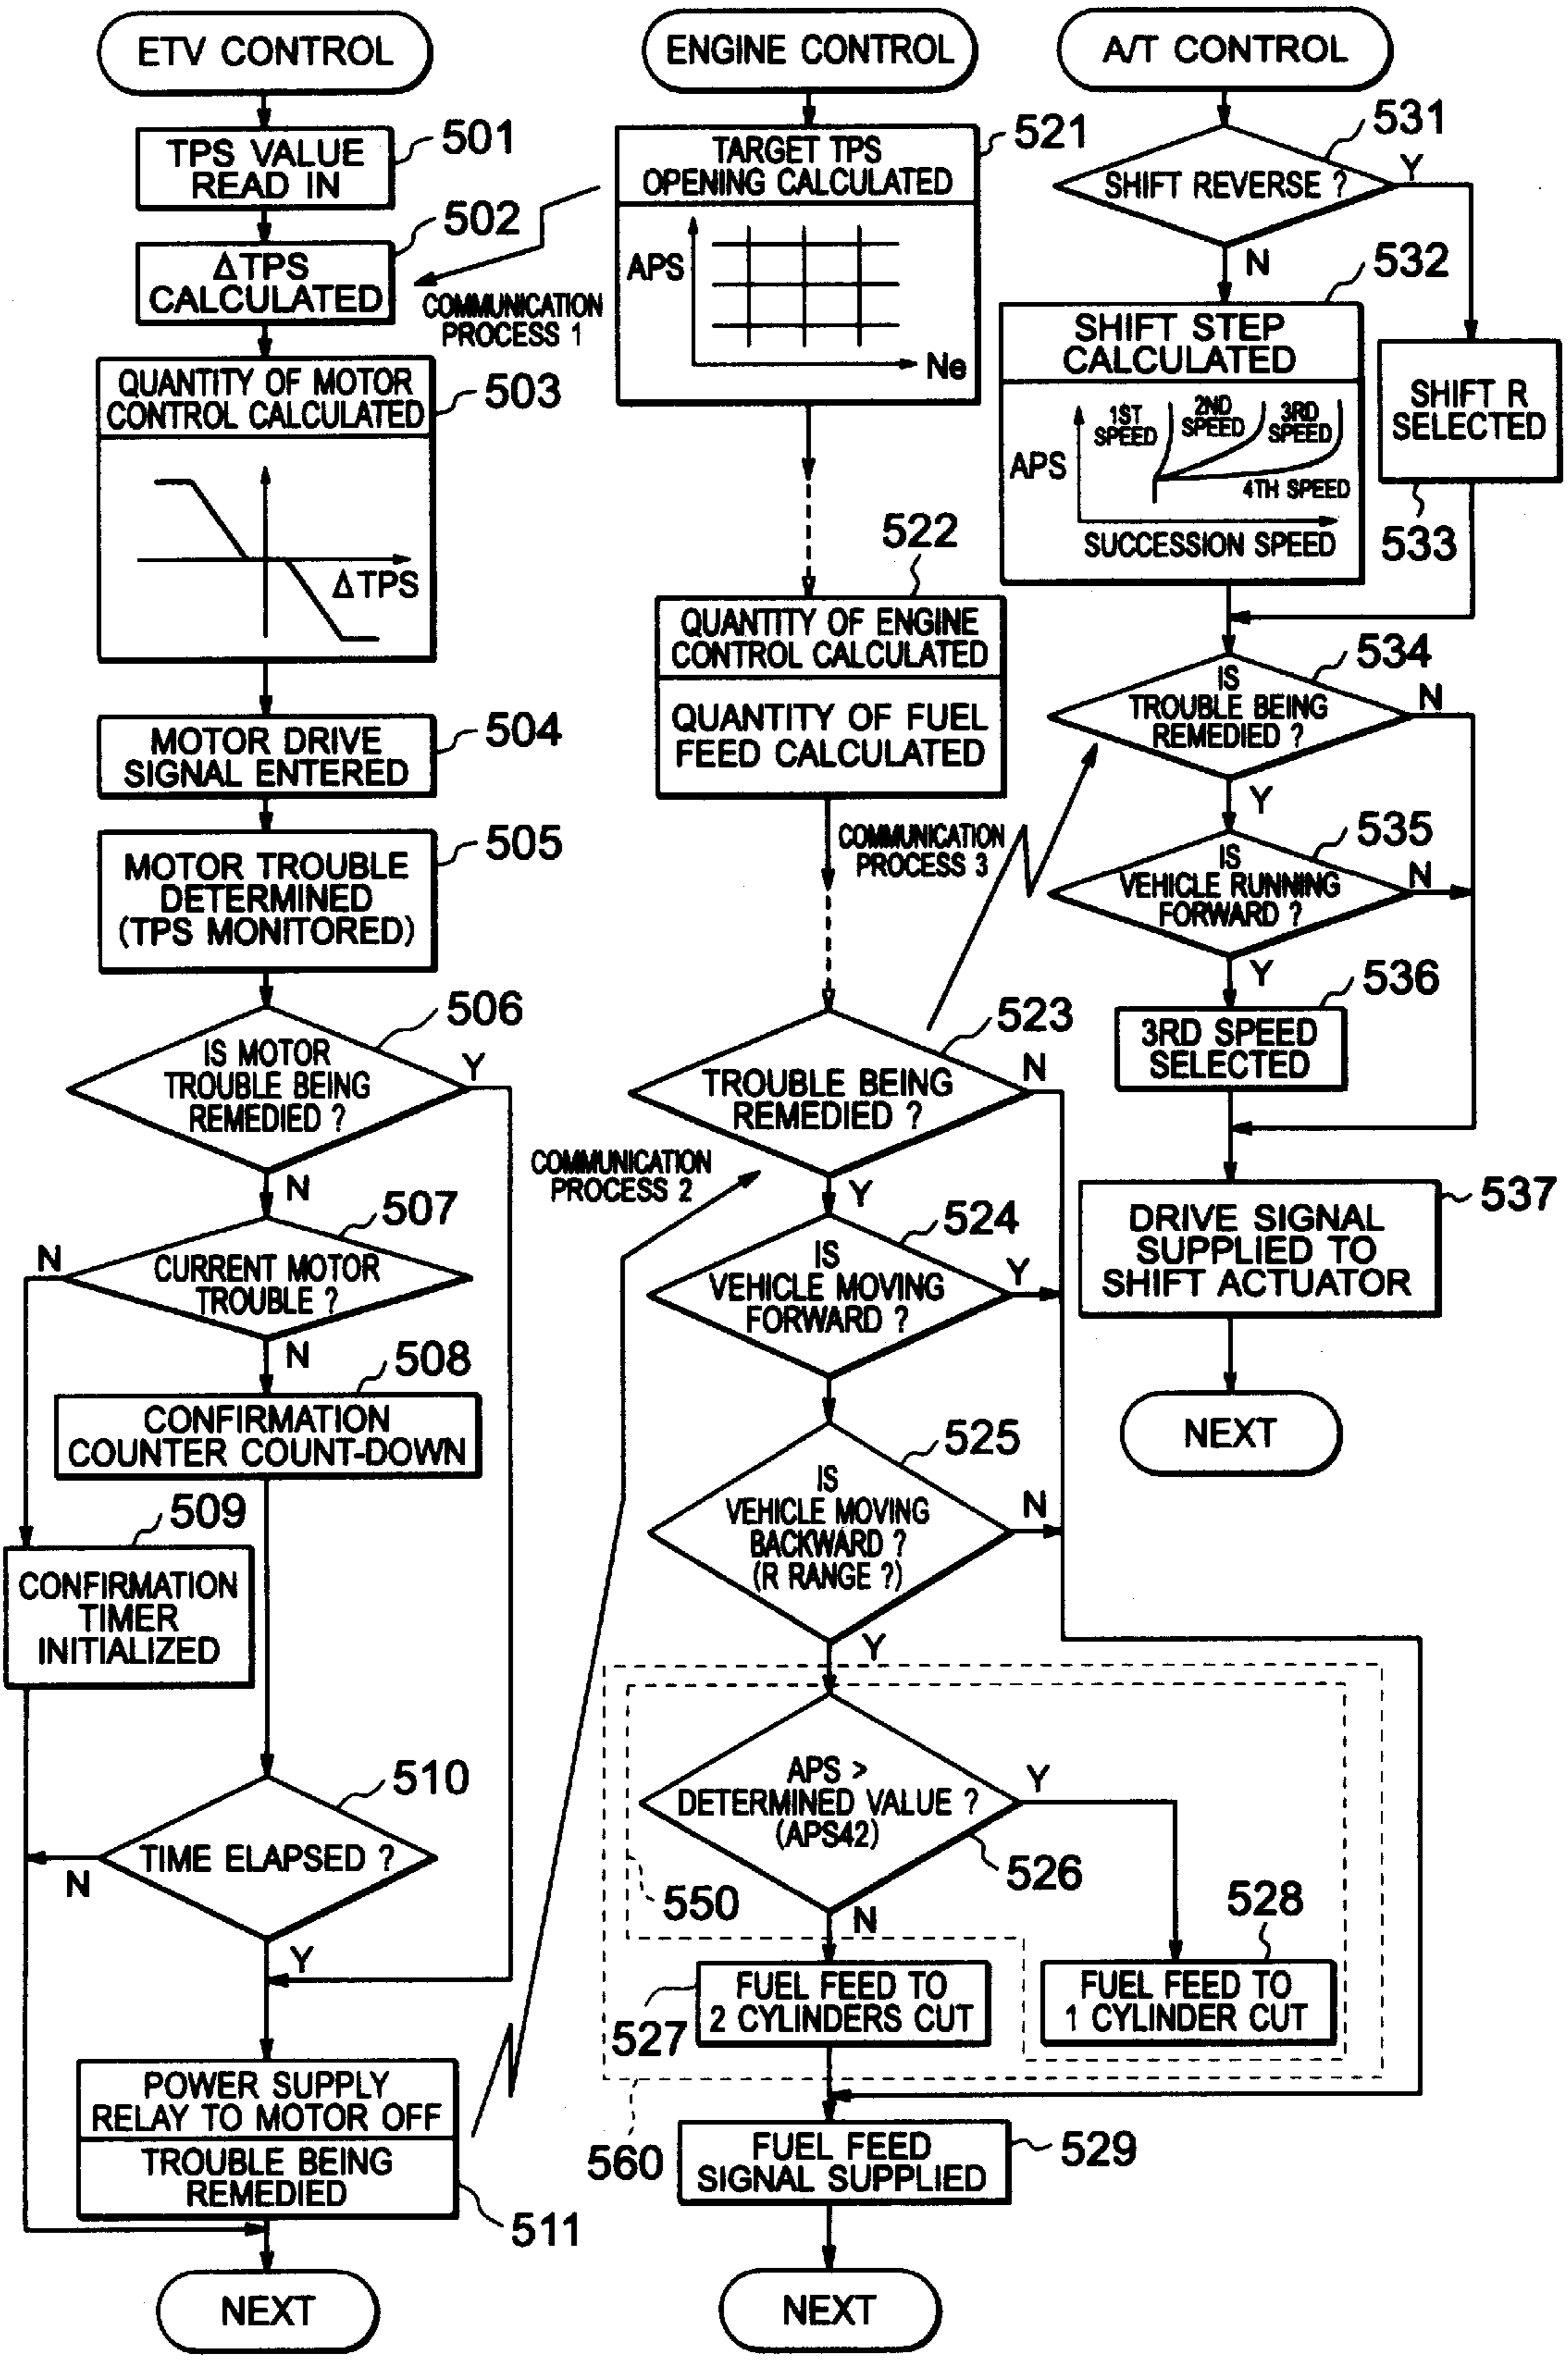 ETV CONTROL
TPS VALUE
READ IN
501
ΔTPS
CALCULATED
502
COMMUNICATION
PROCESS 1
QUANTITY OF MOTOR
CONTROL CALCULATED
503
ΔTPS
MOTOR DRIVE
SIGNAL ENTERED
504
MOTOR TROUBLE
DETERMINED
(TPS MONITORED)
505
IS MOTOR
TROUBLE BEING
REMEDIED ?
506
Y
N
CURRENT MOTOR
TROUBLE ?
507
N
N
CONFIRMATION
COUNTER COUNT-DOWN
508
CONFIRMATION
TIMER
INITIALIZED
509
TIME ELAPSED ?
510
N
Y
POWER SUPPLY
RELAY TO MOTOR OFF
TROUBLE BEING
REMEDIED
511
NEXT
ENGINE CONTROL
TARGET TPS
OPENING CALCULATED
521
APS
Ne
QUANTITY OF ENGINE
CONTROL CALCULATED
QUANTITY OF FUEL
FEED CALCULATED
522
COMMUNICATION
PROCESS 3
TROUBLE BEING
REMEDIED ?
523
N
Y
COMMUNICATION
PROCESS 2
IS
VEHICLE MOVING
FORWARD ?
524
Y
IS
VEHICLE MOVING
BACKWARD ?
(R RANGE ?)
525
N
Y
APS >
DETERMINED VALUE ?
(APS42)
526
Y
N
550
FUEL FEED TO
2 CYLINDERS CUT
527
FUEL FEED TO
1 CYLINDER CUT
528
560
FUEL FEED
SIGNAL SUPPLIED
529
NEXT
A/T CONTROL
SHIFT REVERSE ?
531
Y
N
SHIFT STEP
CALCULATED
532
APS
1ST
SPEED
2ND
SPEED
3RD
SPEED
4TH SPEED
SUCCESSION SPEED
SHIFT R
SELECTED
533
IS
TROUBLE BEING
REMEDIED ?
534
N
Y
IS
VEHICLE RUNNING
FORWARD ?
535
N
Y
3RD SPEED
SELECTED
536
DRIVE SIGNAL
SUPPLIED TO
SHIFT ACTUATOR
537
NEXT